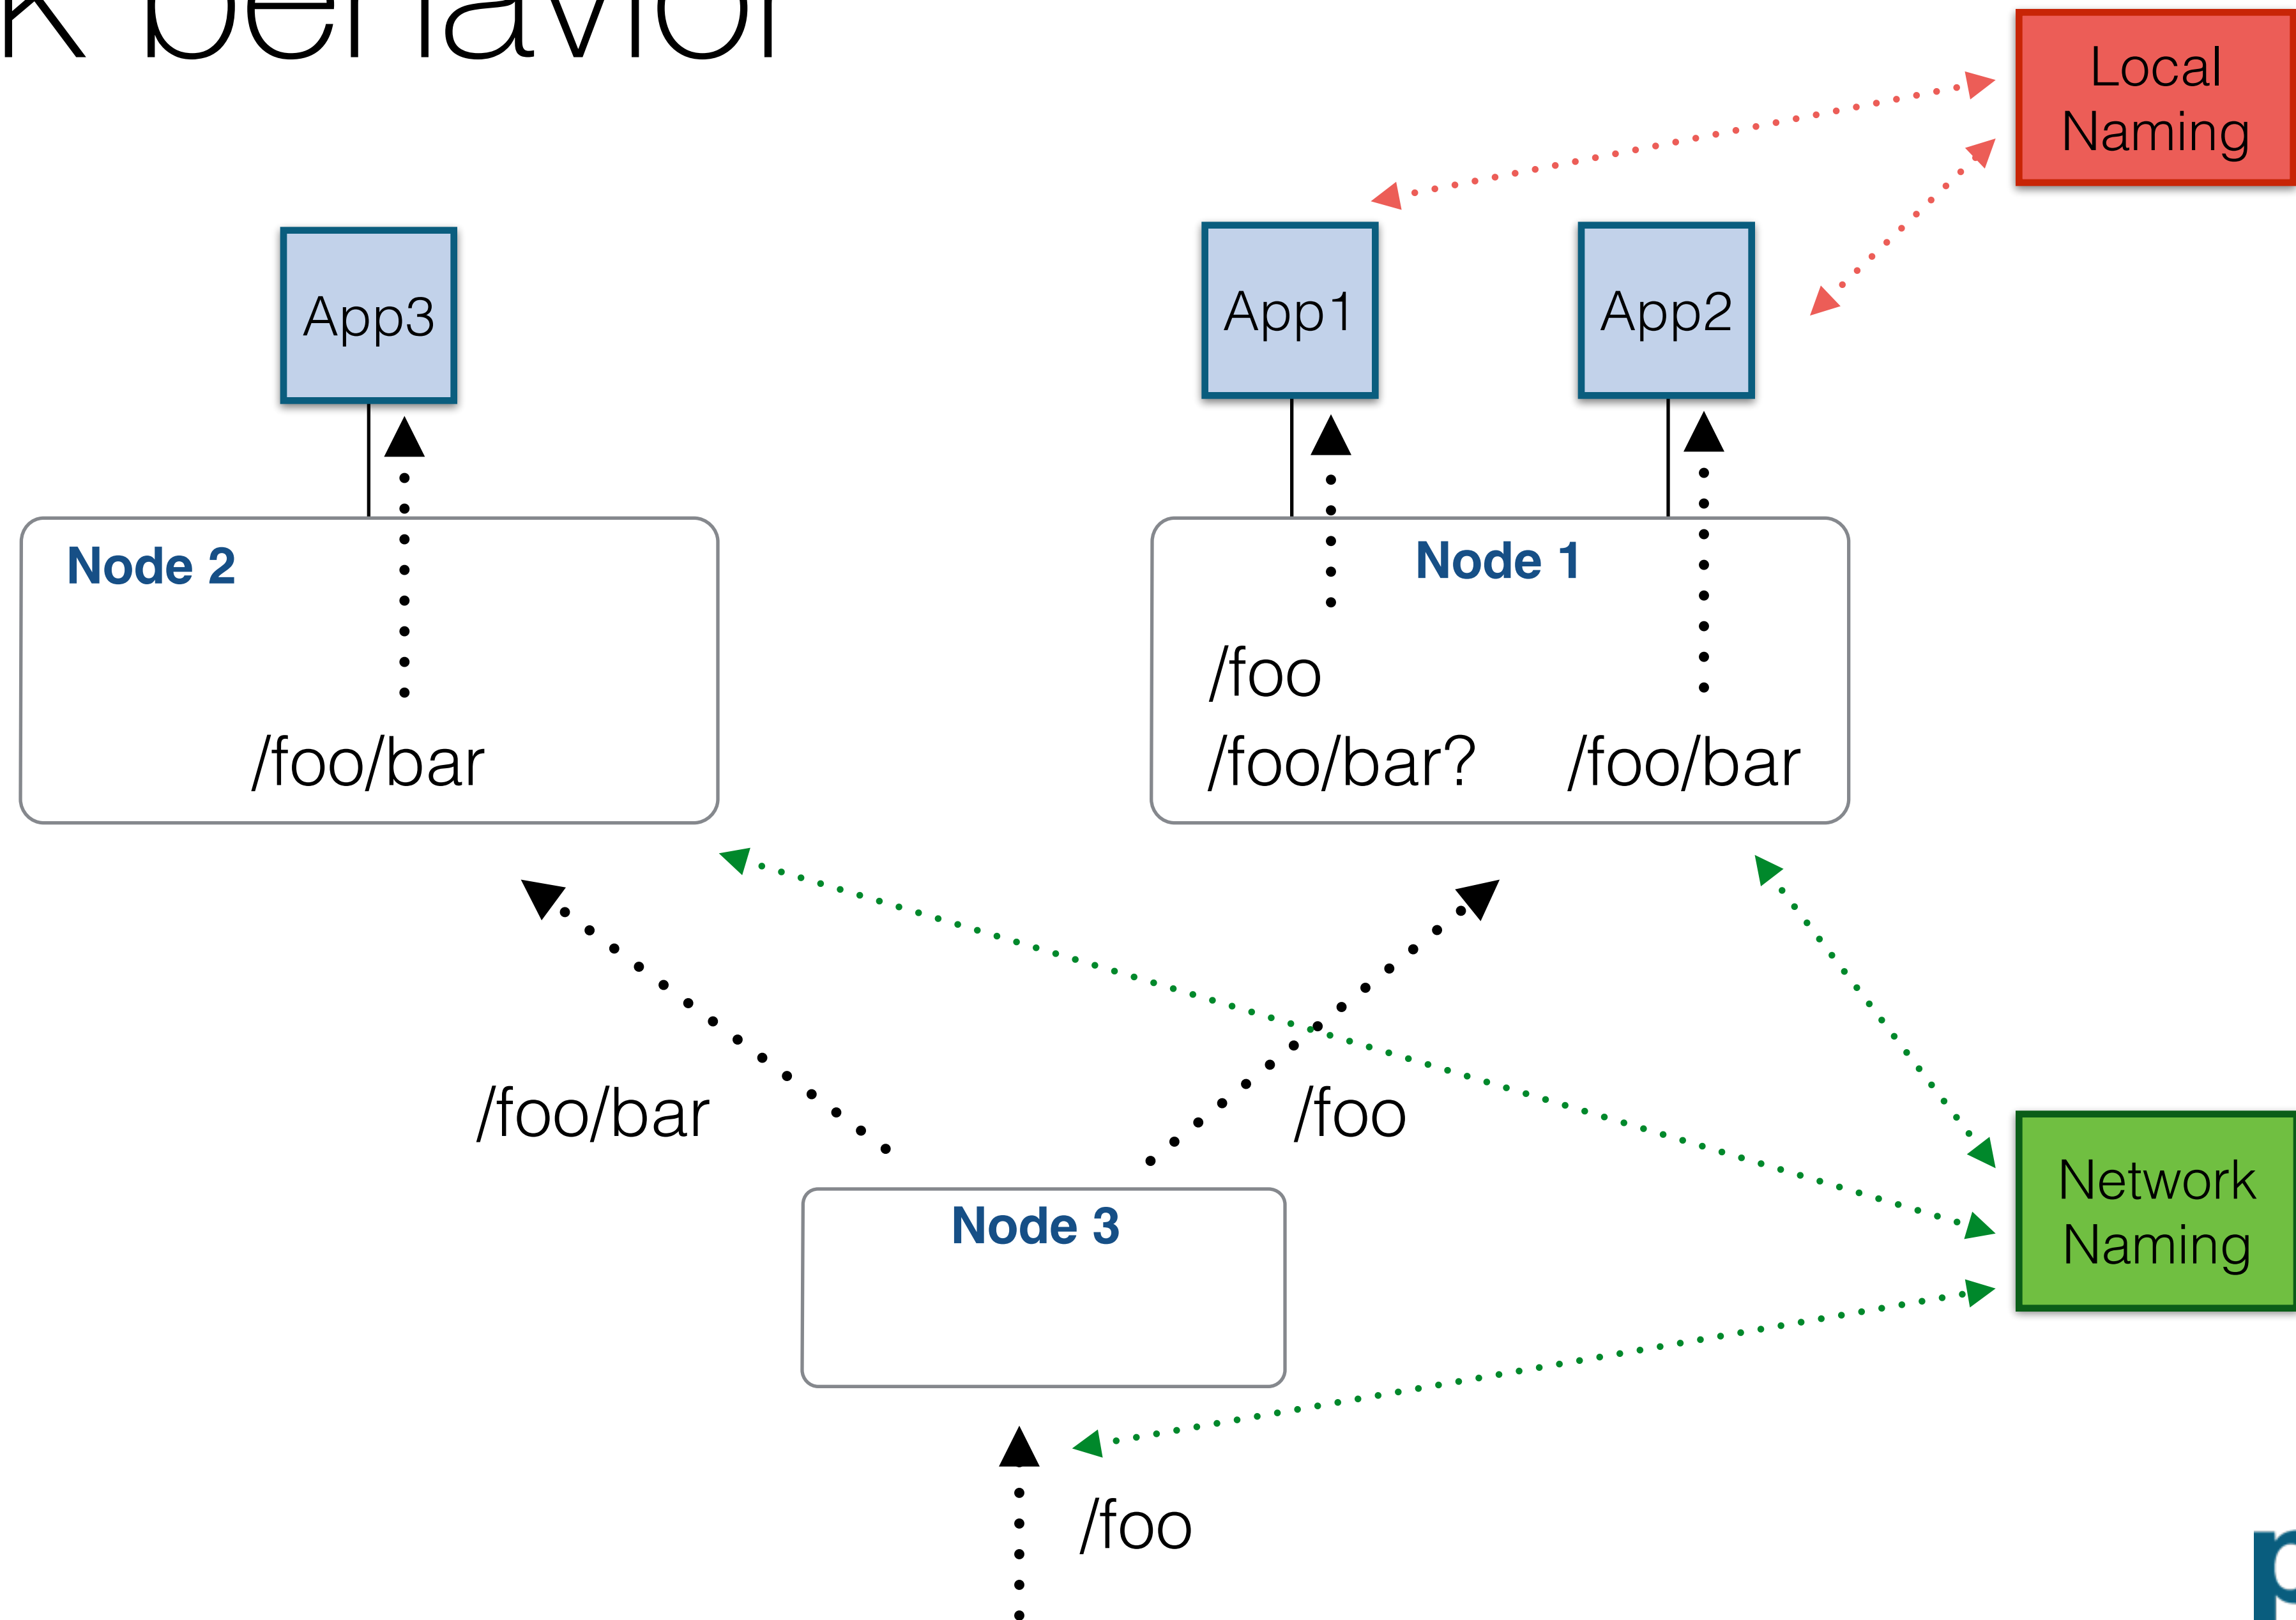 k behavior
Local
Naming
App3
App1
App2
Node 2
Node 1
/foo
/foo/bar
/foo/bar?
/foo/bar
/foo/bar
/foo
Node 3
Network
Naming
/foo
p